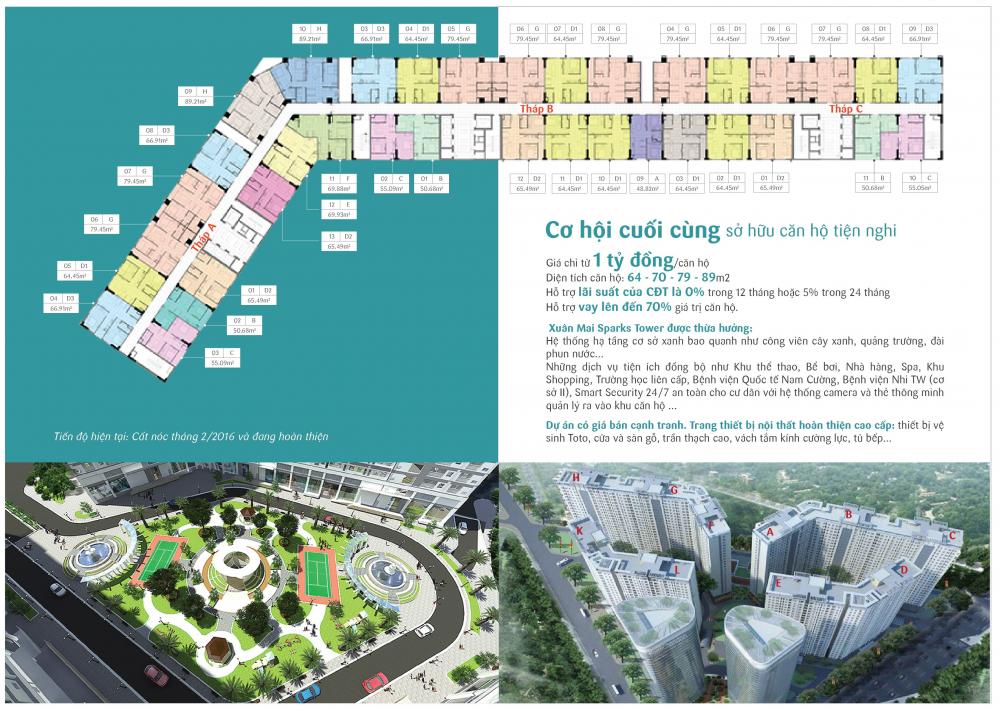 10 H
89.21m²
03 D3
66.91m²
04 D1
64.45m²
05 G
79.45m²
06 G
79.45m²
07 D1
64.45m²
08 G
79.45m²
04 G
79.45m²
05 D1
64.45m²
06 G
79.45m²
07 G
79.45m²
08 D1
64.45m²
09 D3
66.91m²
09 H
89.21m²
08 D3
66.91m²
07 G
79.45m²
06 G
79.45m²
05 D1
64.45m²
04 D3
66.91m²
Tháp A
Tháp B
Tháp C
11 F
69.88m²
02 C
55.09m²
01 B
50.68m²
12 E
69.93m²
13 D2
65.49m²
01 D2
65.49m²
02 B
50.68m²
03 C
55.09m²
12 D2
65.49m²
11 D1
64.45m²
10 D1
64.45m²
09 A
48.82m²
03 D1
64.45m²
02 D1
64.45m²
01 D2
65.49m²
11 B
50.68m²
10 C
55.05m²
Tiến độ hiện tại: Cất nóc tháng 2/2016 và đang hoàn thiện
Cơ hội cuối cùng sở hữu căn hộ tiện nghi
Giá chỉ từ 1 tỷ đồng/căn hộ
Diện tích căn hộ: 64 - 70 - 79 - 89m2
Hỗ trợ lãi suất của CĐT là 0% trong 12 tháng hoặc 5% trong 24 tháng
Hỗ trợ vay lên đến 70% giá trị căn hộ.
Xuân Mai Sparks Tower được thừa hưởng:
Hệ thống hạ tầng cơ sở xanh bao quanh như công viên cây xanh, quảng trường, đài
phun nước...
Những dịch vụ tiện ích đồng bộ như Khu thể thao, Bể bơi, Nhà hàng, Spa, Khu
Shopping, Trường học liên cấp, Bệnh viện Quốc tế Nam Cường, Bệnh viện Nhi TW (cơ
sở II), Smart Security 24/7 an toàn cho cư dân với hệ thống camera và thẻ thông minh
quản lý ra vào khu căn hộ ...
Dự án có giá bán cạnh tranh. Trang thiết bị nội thất hoàn thiện cao cấp: thiết bị vệ
sinh Toto, cửa và sàn gỗ, trần thạch cao, vách tắm kính cường lực, tủ bếp...
H
G
K
F
I
A
B
C
D
E